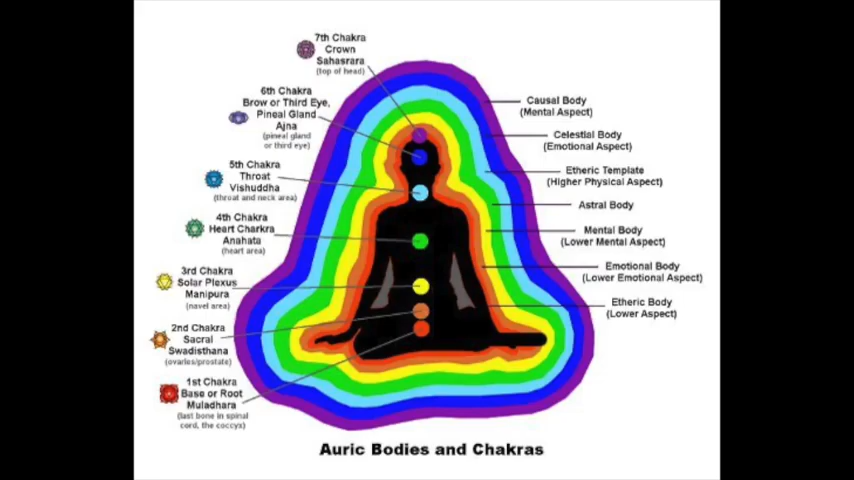 7th Chakra
Crown
Sahasrara
(top of head)
6th Chakra
Brow or Third Eye,
Pineal Gland
Ajna
(pineal gland
or third eye)
5th Chakra
Throat
Vishuddha
(throat and neck area)
4th Chakra
Heart Charkra
Anahata
(heart area)
3rd Chakra
Solar Plexus
Manipura
(navel area)
2nd Chakra
Sacral
Swadisthana
(ovaries/prostate)
1st Chakra
Base or Root
Muladhara
(last bone in spinal
cord, the coccyx)
Causal Body
(Mental Aspect)
Celestial Body
(Emotional Aspect)
Etheric Template
(Higher Physical Aspect)
Astral Body
Mental Body
(Lower Mental Aspect)
Emotional Body
(Lower Emotional Aspect)
Etheric Body
(Lower Aspect)
Auric Bodies and Chakras